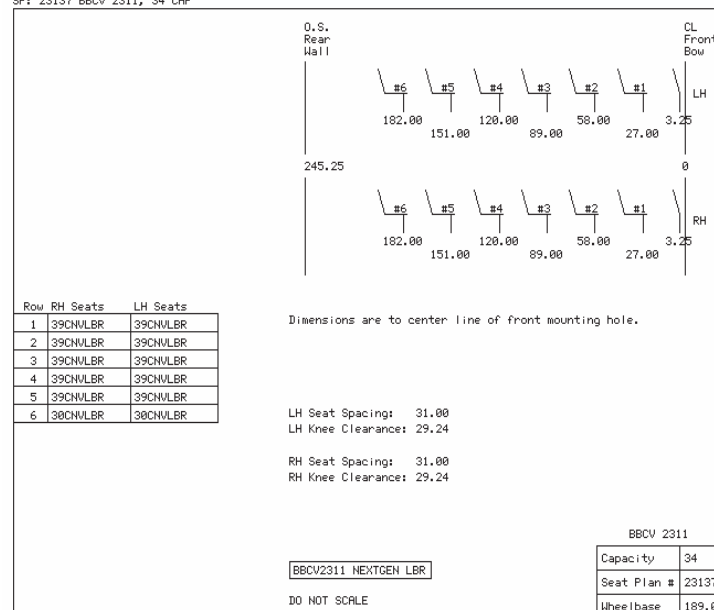 SP: 23137 BBCV 2311, 34 CAP
O.S. Rear Wall
CL Front Bow
#6 #5 #4 #3 #2 #1 LH
182.00 120.00 58.00 3.25
151.00 89.00 27.00
245.25 0
#6 #5 #4 #3 #2 #1 RH
182.00 120.00 58.00 3.25
151.00 89.00 27.00
Row RH Seats LH Seats
1 39CNVLBR 39CNVLBR
2 39CNVLBR 39CNVLBR
3 39CNVLBR 39CNVLBR
4 39CNVLBR 39CNVLBR
5 39CNVLBR 39CNVLBR
6 30CNVLBR 30CNVLBR
Dimensions are to center line of front mounting hole.
LH Seat Spacing: 31.00
LH Knee Clearance: 29.24
RH Seat Spacing: 31.00
RH Knee Clearance: 29.24
BBCV2311 NEXTGEN LBR
DO NOT SCALE
BBCV 2311
Capacity 34
Seat Plan # 23137
Wheelbase 189.0